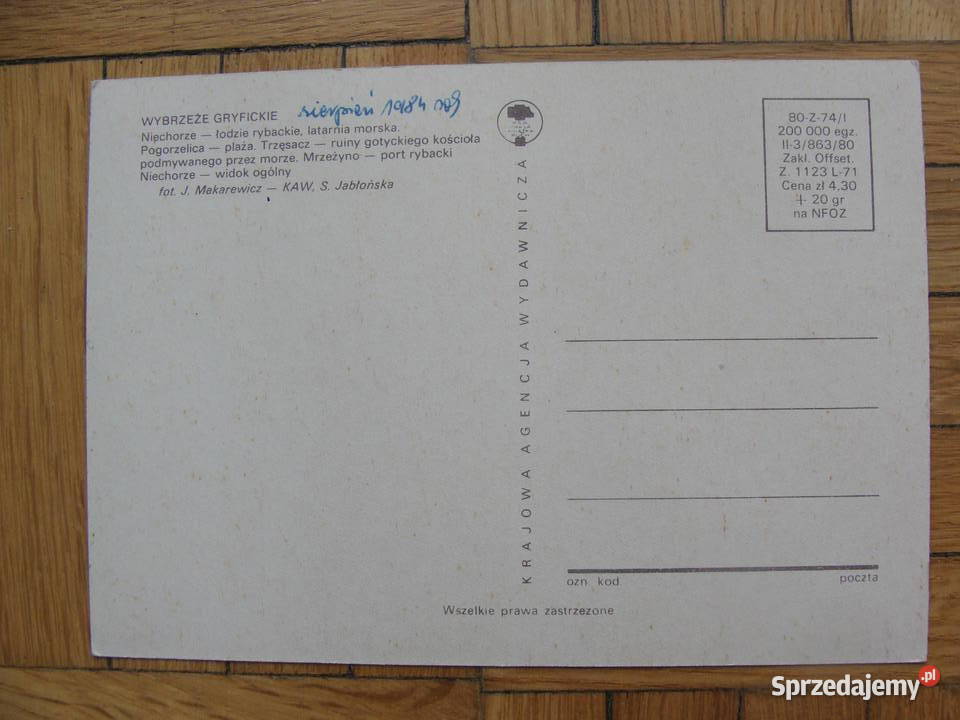 WYBRZEŻE GRYFICKIE sierpień 1984 rok
Niechorze — łodzie rybackie, latarnia morska.
Pogorzelica — plaża. Trzęsacz — ruiny gotyckiego kościoła
podmywanego przez morze. Mrzeżyno — port rybacki
Niechorze — widok ogólny
fot. J. Makarewicz — KAW, S. Jabłońska
KRAJOWA AGENCJA WYDAWNICZA
80-Z-74/I
200 000 egz.
II-3/863/80
Zakł. Offset.
Z. 1123 L-71
Cena zł 4,30
+ 20 gr
na NFOZ
ozn. kod poczta
Wszelkie prawa zastrzeżone
Sprzedajemy.pl